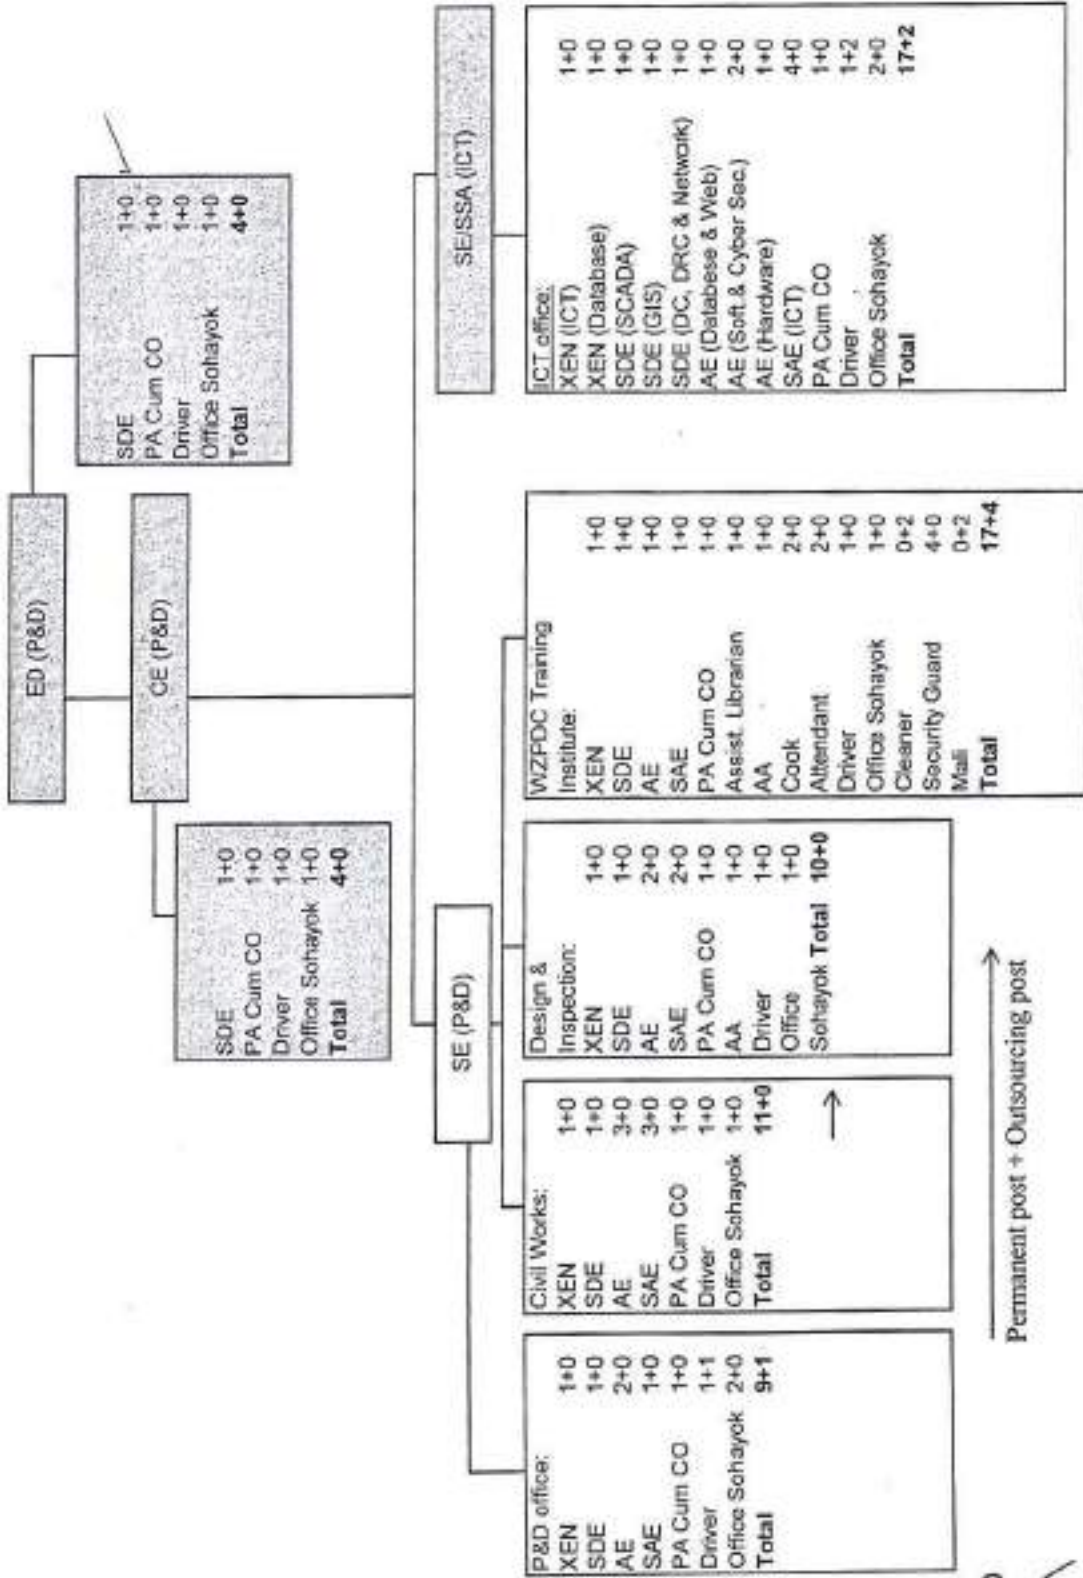 ED (P&D)
SDE 1+0
PA Cum CO 1+0
Driver 1+0
Office Sohayok 1+0
Total 4+0
CE (P&D)
SDE 1+0
PA Cum CO 1+0
Driver 1+0
Office Sohayok 1+0
Total 4+0
SE (P&D)
SE/SSA (ICT)
P&D office:
XEN 1+0
SDE 1+0
AE 2+0
SAE 1+0
PA Cum CO 1+0
Driver 1+1
Office Sohayok 2+0
Total 9+1
Civil Works:
XEN 1+0
SDE 1+0
AE 3+0
SAE 3+0
PA Cum CO 1+0
Driver 1+0
Office Sohayok 1+0
Total 11+0
Design &
Inspection:
XEN 1+0
SDE 1+0
AE 2+0
SAE 2+0
PA Cum CO 1+0
AA 1+0
Driver 1+0
Office 1+0
Sohayok Total 10+0
WZPDC Training
Institute:
XEN 1+0
SDE 1+0
AE 1+0
SAE 1+0
PA Cum CO 1+0
Assist. Librarian 1+0
AA 1+0
Cook 2+0
Attendant 2+0
Driver 1+0
Office Sohayok 1+0
Cleaner 0+2
Security Guard 4+0
Mali 0+2
Total 17+4
ICT office:
XEN (ICT) 1+0
XEN (Database) 1+0
SDE (SCADA) 1+0
SDE (GIS) 1+0
SDE (DC, DRC & Network) 1+0
AE (Databese & Web) 1+0
AE (Soft & Cyber Sec.) 2+0
AE (Hardware) 1+0
SAE (ICT) 4+0
PA Cum CO 1+0
Driver 1+2
Office Sohayok 2+0
Total 17+2
Permanent post + Outsourcing post